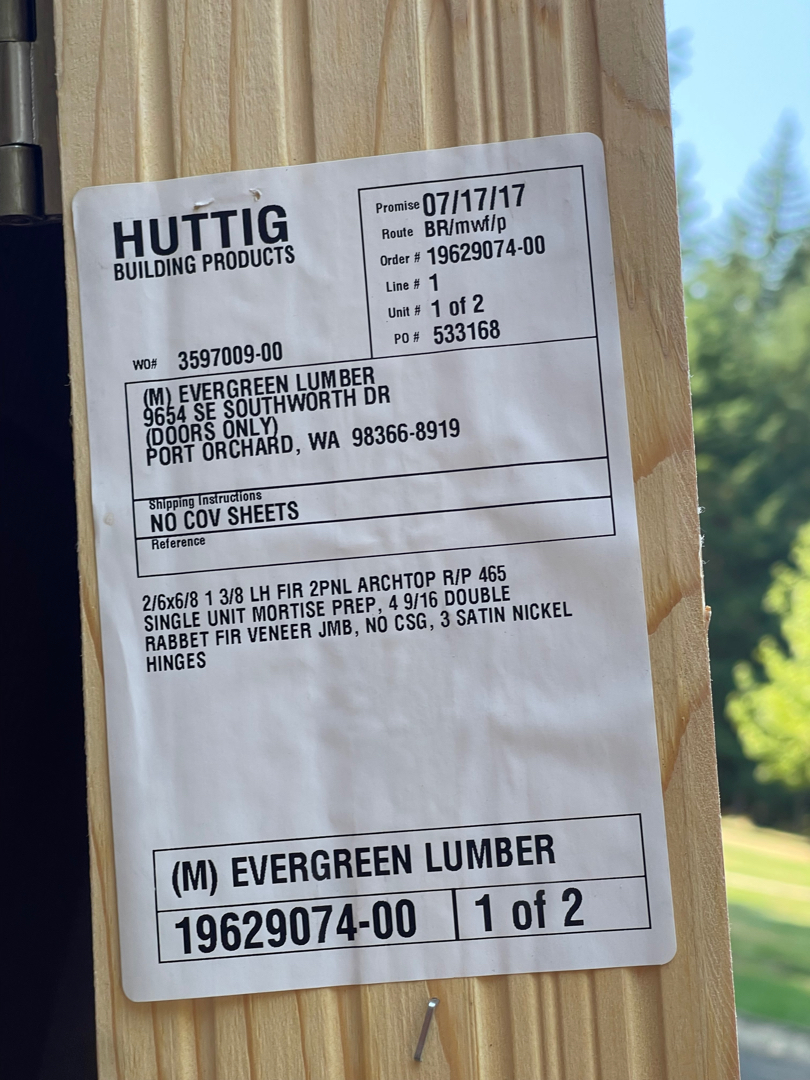 HUTTIG
BUILDING PRODUCTS
Promise 07/17/17
Route BR/mwf/p
Order # 19629074-00
Line # 1
Unit # 1 of 2
PO # 533168
WO# 3597009-00
(M) EVERGREEN LUMBER
9654 SE SOUTHWORTH DR
(DOORS ONLY)
PORT ORCHARD, WA 98366-8919
Shipping Instructions
NO COV SHEETS
Reference
2/6x6/8 1 3/8 LH FIR 2PNL ARCHTOP R/P 465
SINGLE UNIT MORTISE PREP, 4 9/16 DOUBLE
RABBET FIR VENEER JMB, NO CSG, 3 SATIN NICKEL
HINGES
(M) EVERGREEN LUMBER
19629074-00 1 of 2